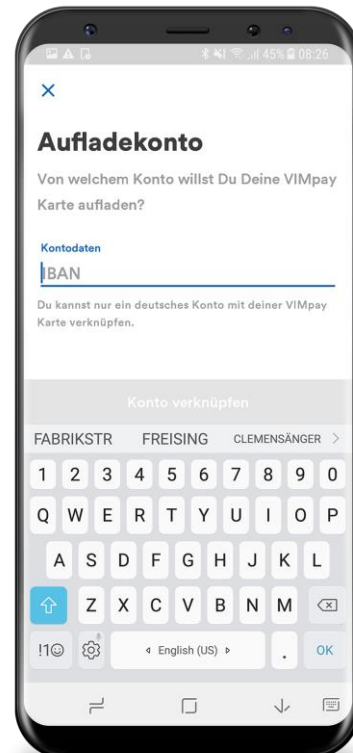 45% 08:26
Aufladekonto
Von welchem Konto willst Du Deine VIMpay
Karte aufladen?
Kontodaten
IBAN
Du kannst nur ein deutsches Konto mit deiner VIMpay
Karte verknüpfen.
Konto verknüpfen
FABRIKSTR FREISING CLEMENSÄNGER >
1 2 3 4 5 6 7 8 9 0
Q W E R T Y U I O P
A S D F G H J K L
Z X C V B N M
!1☺ English (US) . OK